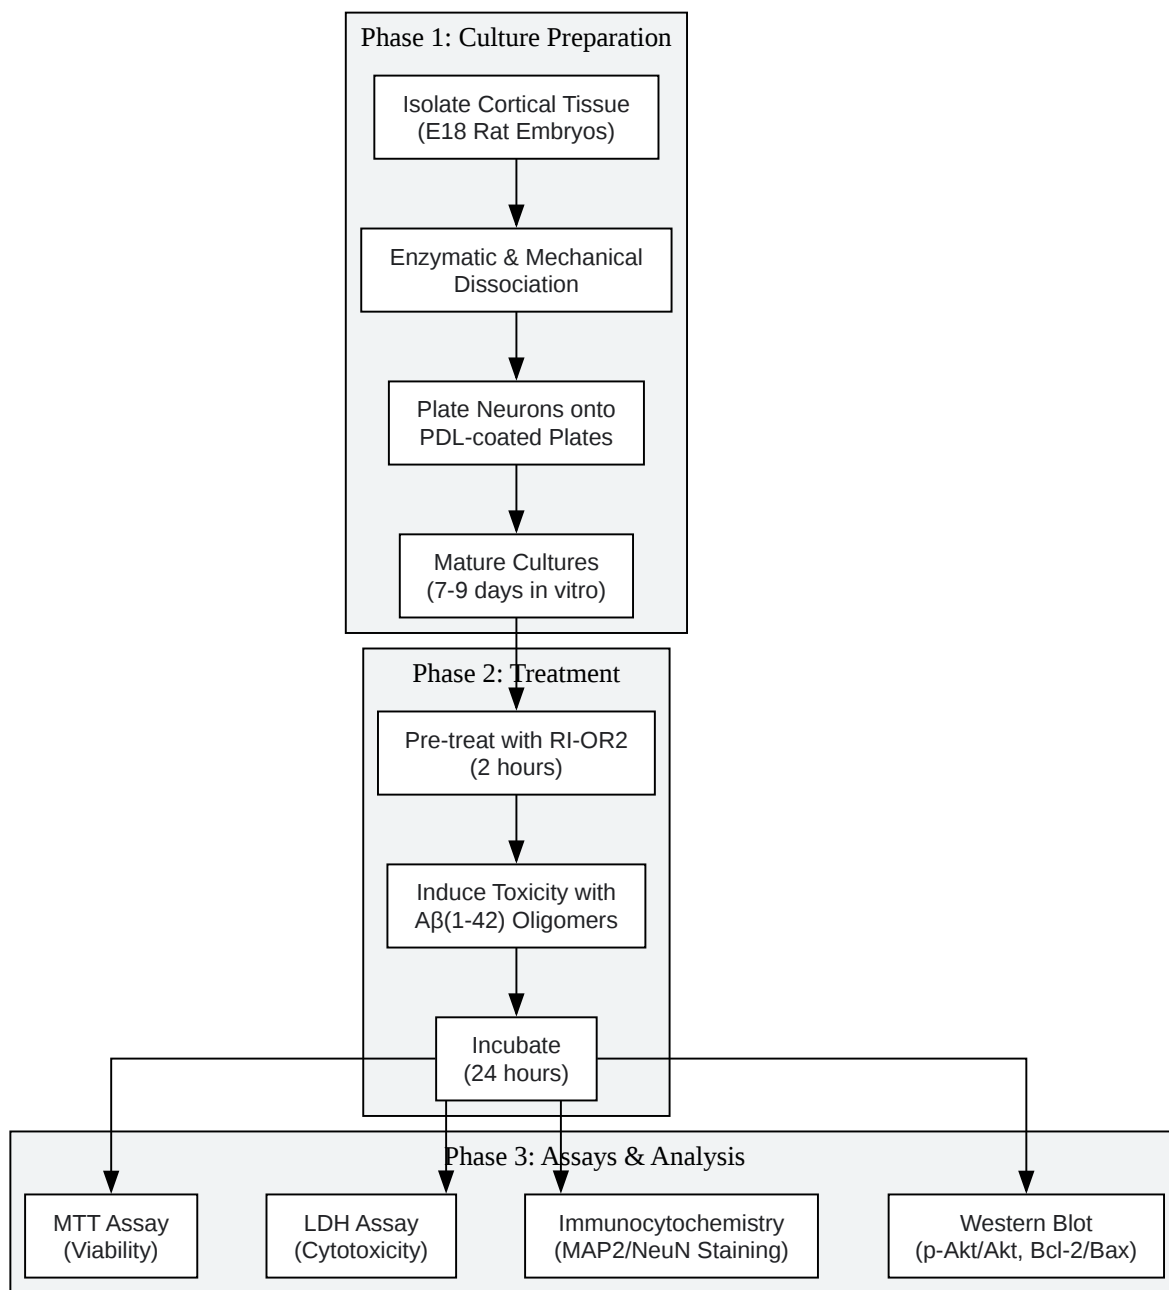 Phase 1: Culture Preparation
Isolate Cortical Tissue
(E18 Rat Embryos)
Enzymatic & Mechanical
Dissociation
Plate Neurons onto
PDL-coated Plates
Mature Cultures
(7-9 days in vitro)
Phase 2: Treatment
Pre-treat with RI-OR2
(2 hours)
Induce Toxicity with
Aβ(1-42) Oligomers
Incubate
(24 hours)
Phase 3: Assays & Analysis
MTT Assay
(Viability)
LDH Assay
(Cytotoxicity)
Immunocytochemistry
(MAP2/NeuN Staining)
Western Blot
(p-Akt/Akt, Bcl-2/Bax)